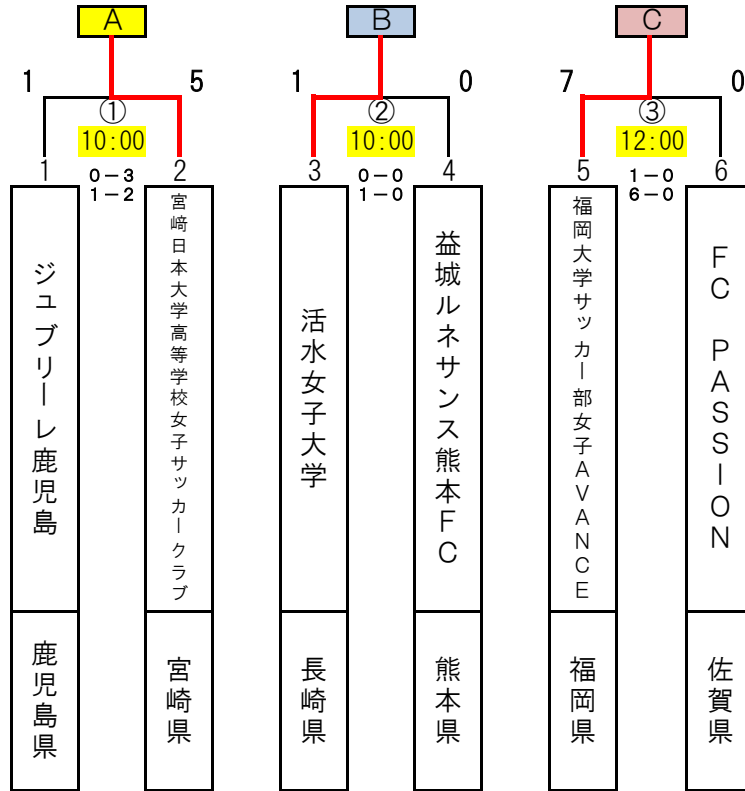 A B C
1 5 1 0 7 0
① ② ③
10:00 10:00 12:00
1 2 3 4 5 6
0−3 0−0 1−0
1−2 1−0 6−0
ジュブリーレ鹿児島
宮﨑日本大学高等学校女子サッカークラブ
活水女子大学
益城ルネサンス熊本FC
福岡大学サッカー部女子AVANCE
FC PASSION
鹿児島県
宮崎県
長崎県
熊本県
福岡県
佐賀県